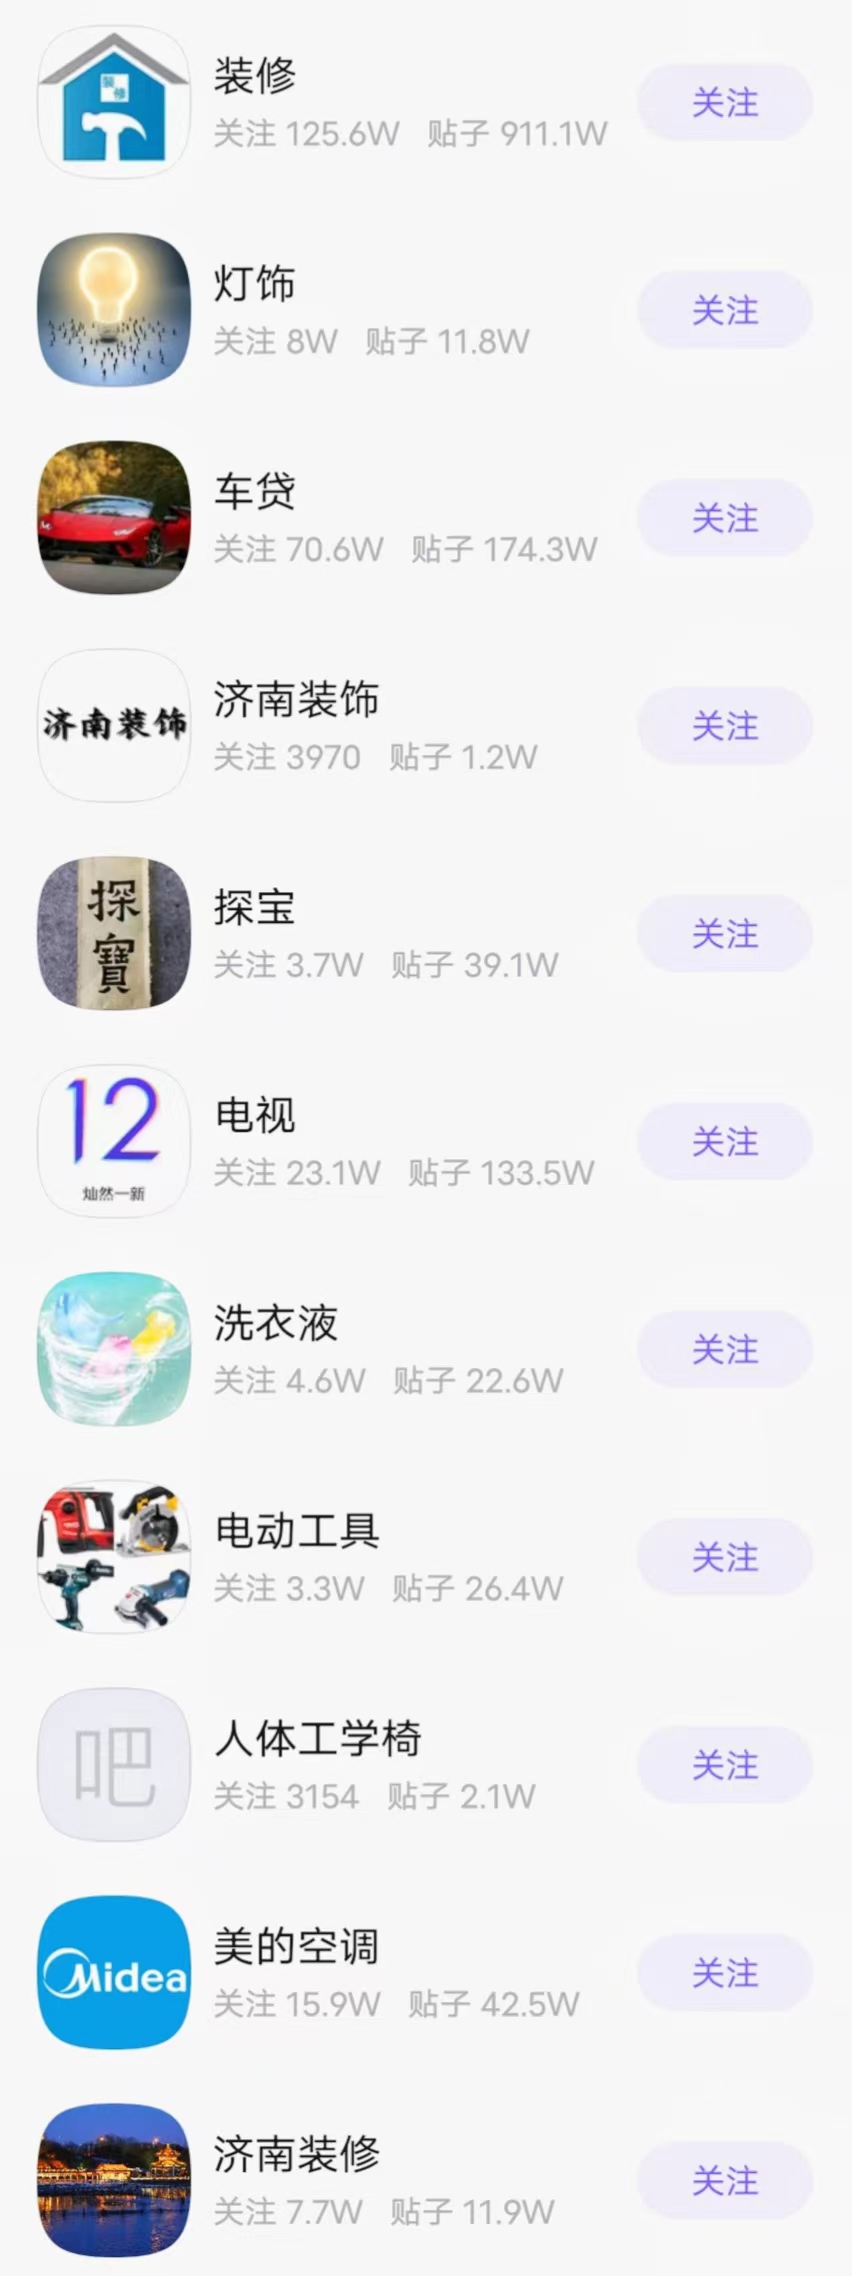 装修
装修
关注 125.6W 贴子 911.1W
关注
灯饰
关注 8W 贴子 11.8W
关注
车贷
关注 70.6W 贴子 174.3W
关注
济南装饰
济南装饰
关注 3970 贴子 1.2W
关注
探寶
探宝
关注 3.7W 贴子 39.1W
关注
12
灿然一新
电视
关注 23.1W 贴子 133.5W
关注
洗衣液
关注 4.6W 贴子 22.6W
关注
电动工具
关注 3.3W 贴子 26.4W
关注
吧
人体工学椅
关注 3154 贴子 2.1W
关注
Midea
美的空调
关注 15.9W 贴子 42.5W
关注
济南装修
关注 7.7W 贴子 11.9W
关注